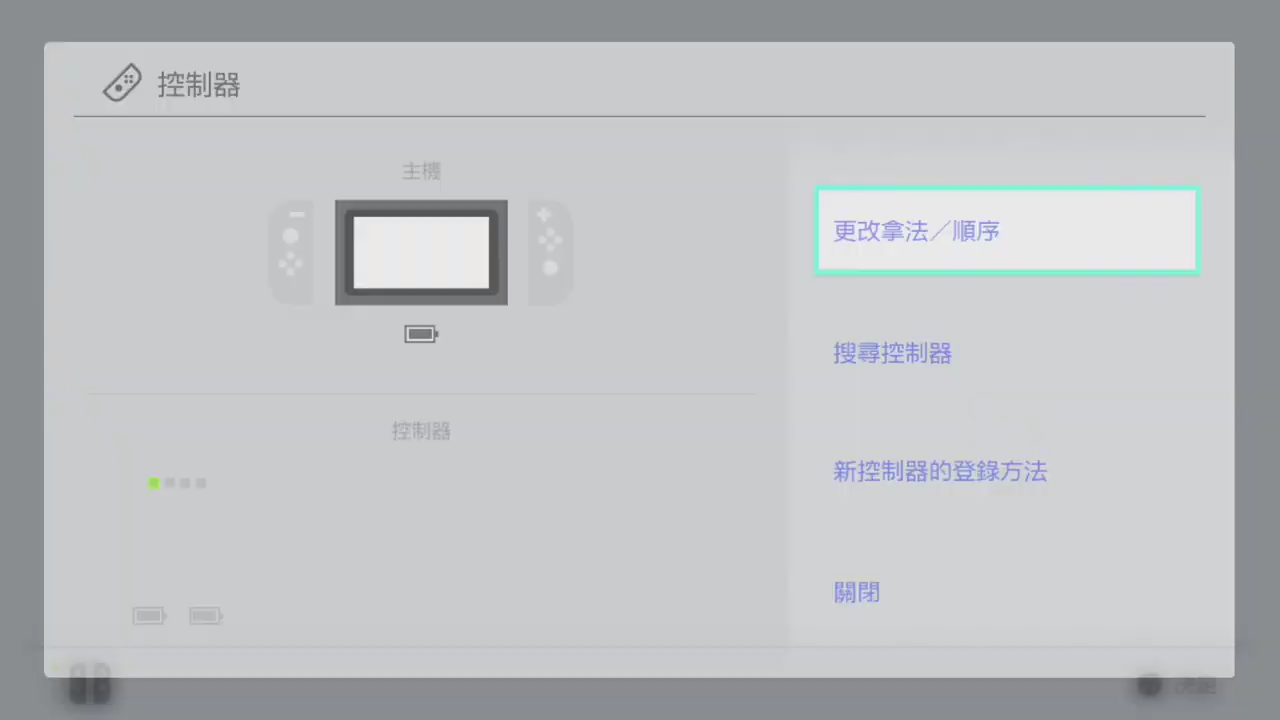 控制器
主機
更改拿法／順序
搜尋控制器
控制器
新控制器的登錄方法
關閉